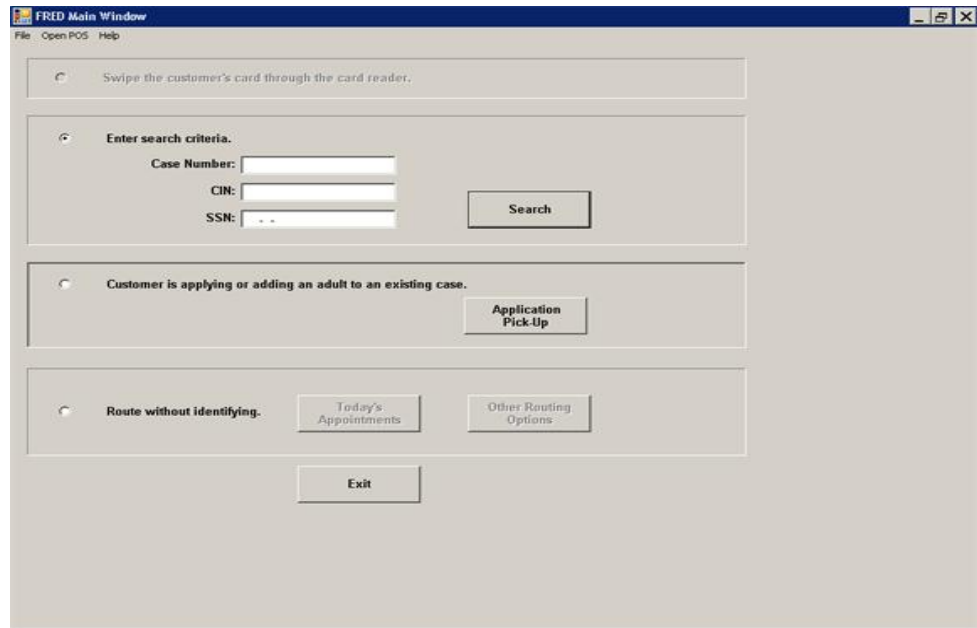 FRED Main Window
File Open POS Help
Swipe the customer's card through the card reader.
Enter search criteria.
Case Number:
CIN:
SSN: - -
Search
Customer is applying or adding an adult to an existing case.
Application
Pick-Up
Route without identifying.
Today's
Appointments
Other Routing
Options
Exit